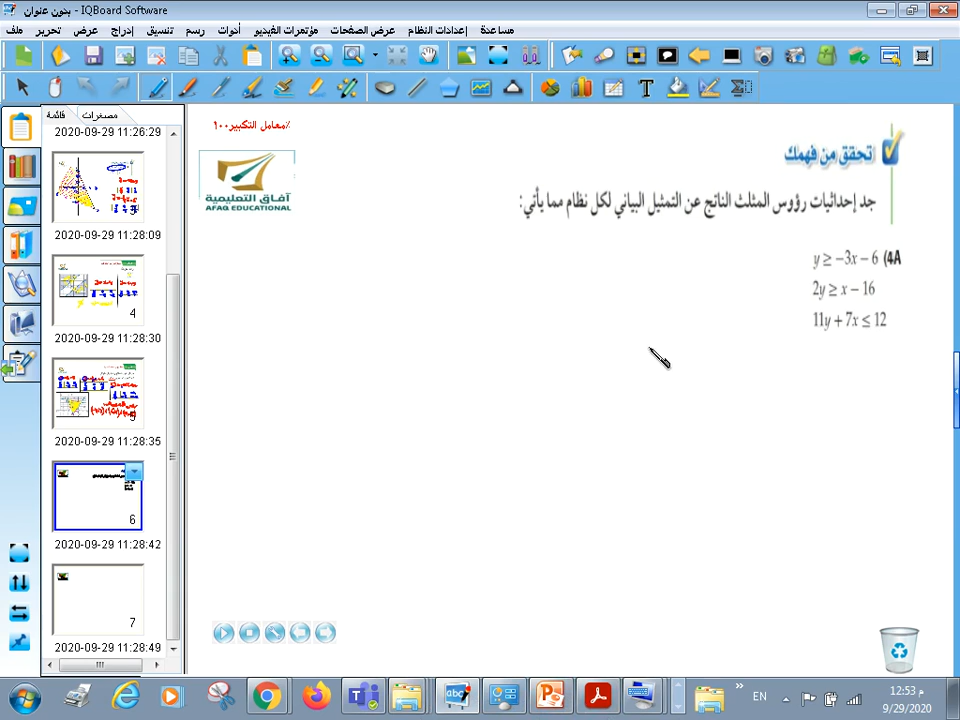 بدون عنوان - IQBoard Software
ملف تحرير عرض إدراج تنسيق رسم أدوات مؤتمرات الفيديو عرض الصفحات إعدادات النظام مساعدة
قائمة مصغرات
2020-09-29 11:26:29
2020-09-29 11:28:09
4
2020-09-29 11:28:30
5
2020-09-29 11:28:35
6
2020-09-29 11:28:42
7
2020-09-29 11:28:49
معامل التكبير١٠٠٪
آفاق التعليمية
AFAQ EDUCATIONAL
تحقق من فهمك
جد إحداثيات رؤوس المثلث الناتج عن التمثيل البياني لكل نظام مما يأتي:
y ≥ −3x − 6 (4A
2y ≥ x − 16
11y + 7x ≤ 12
EN
12:53 م
9/29/2020